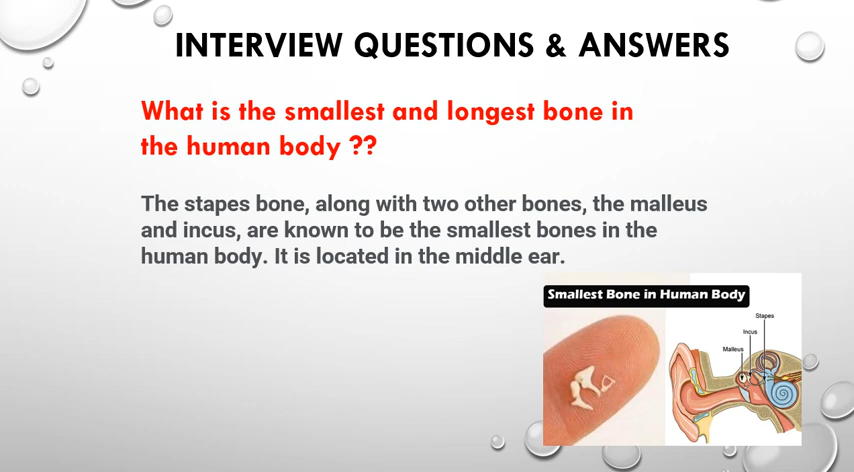 INTERVIEW QUESTIONS & ANSWERS
What is the smallest and longest bone in
the human body ??
The stapes bone, along with two other bones, the malleus
and incus, are known to be the smallest bones in the
human body. It is located in the middle ear.
Smallest Bone in Human Body
Stapes
Incus
Malleus